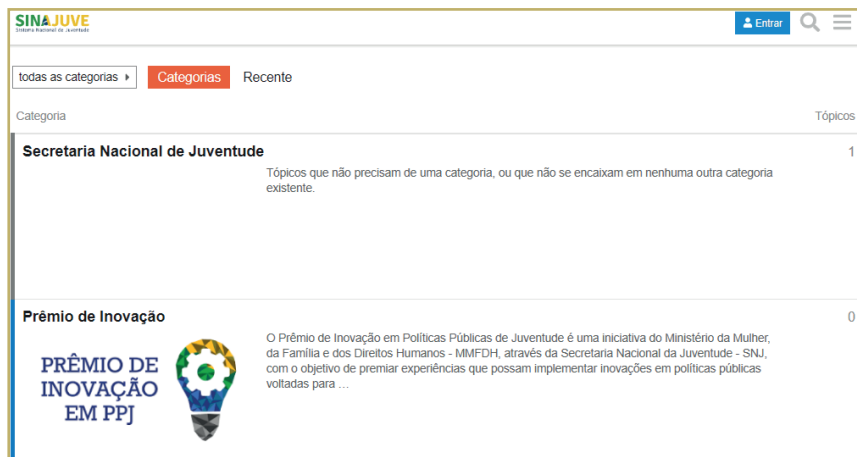 SINAJUVE
Sistema Nacional de Juventude
Entrar
todas as categorias
Categorias
Recente
Categoria
Tópicos
Secretaria Nacional de Juventude
1
Tópicos que não precisam de uma categoria, ou que não se encaixam em nenhuma outra categoria
existente.
Prêmio de Inovação
0
PRÊMIO DE
INOVAÇÃO
EM PPJ
O Prêmio de Inovação em Políticas Públicas de Juventude é uma iniciativa do Ministério da Mulher,
da Família e dos Direitos Humanos - MMFDH, através da Secretaria Nacional da Juventude - SNJ,
com o objetivo de premiar experiências que possam implementar inovações em políticas públicas
voltadas para …